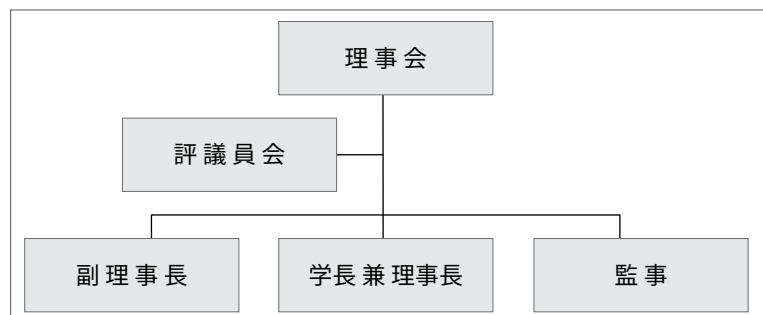 理事会
評議員会
副理事長
学長兼理事長
監事